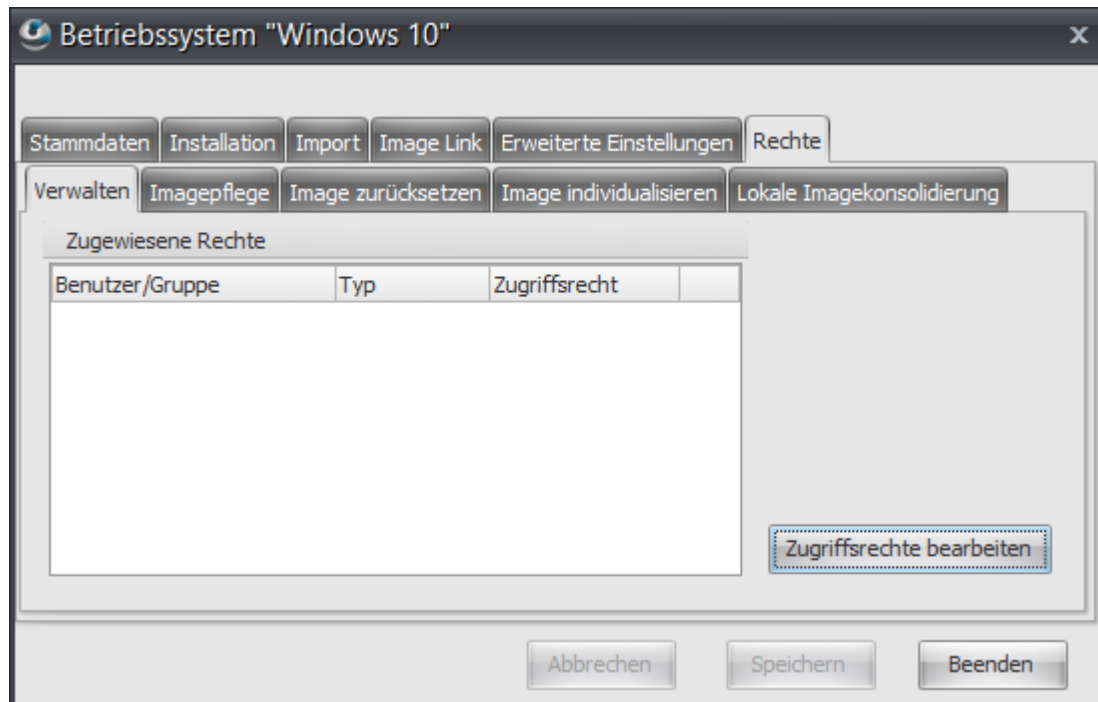 Betriebssystem "Windows 10"
x
Stammdaten Installation Import Image Link Erweiterte Einstellungen Rechte
Verwalten Imagepflege Image zurücksetzen Image individualisieren Lokale Imagekonsolidierung
Zugewiesene Rechte
Benutzer/Gruppe Typ Zugriffsrecht
Zugriffsrechte bearbeiten
Abbrechen Speichern Beenden